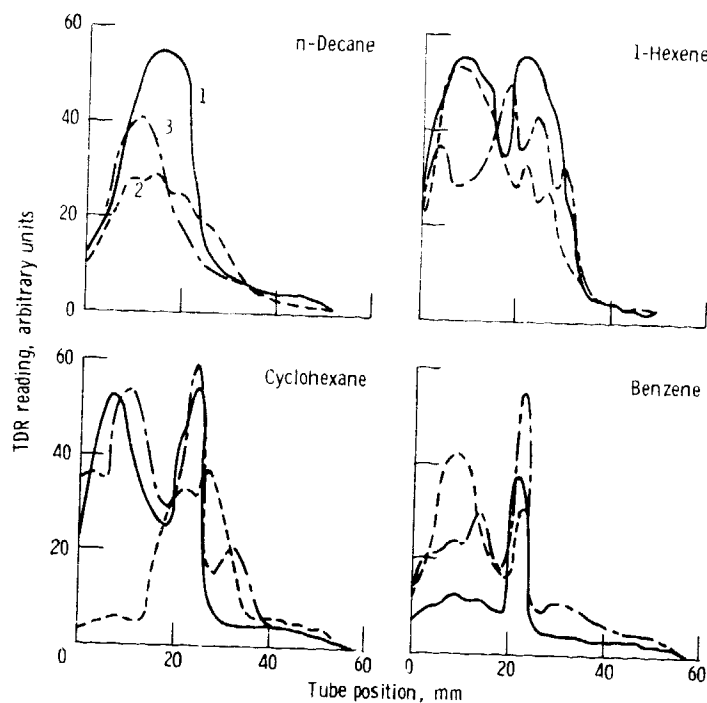 60
n-Decane
1-Hexene
40
1
3
2
20
0
TDR reading, arbitrary units
60
Cyclohexane
Benzene
40
20
0 20 40 60
0 20 40 60
Tube position, mm